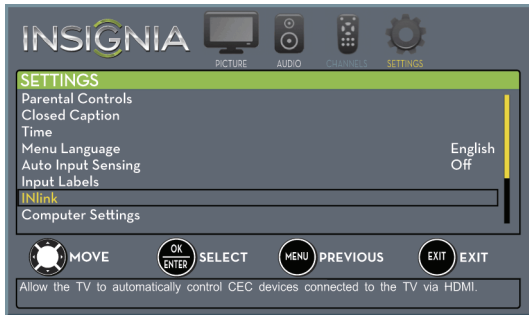 INSIGNIA
PICTURE AUDIO CHANNELS SETTINGS
SETTINGS
Parental Controls
Closed Caption
Time
Menu Language English
Auto Input Sensing Off
Input Labels
INlink
Computer Settings
MOVE OK ENTER SELECT MENU PREVIOUS EXIT EXIT
Allow the TV to automatically control CEC devices connected to the TV via HDMI.